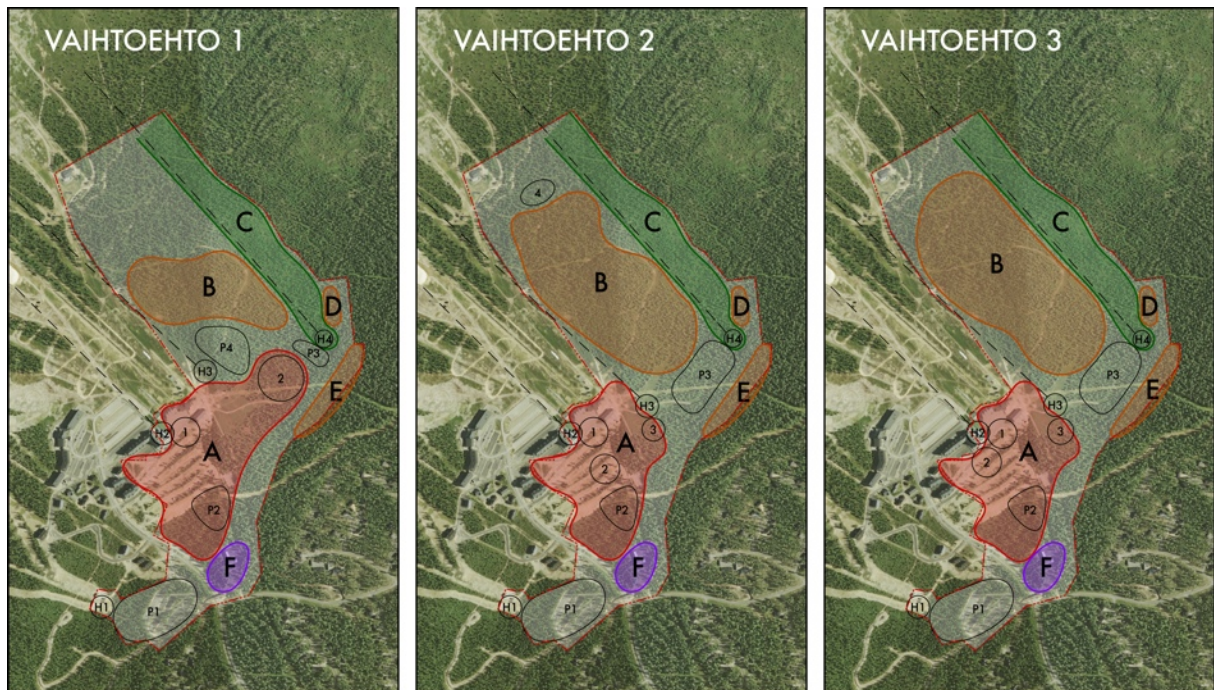 VAIHTOEHTO 1
C
B
D
P4
H4
P3
H3
2
E
H2
1
A
P2
F
H1
P1
VAIHTOEHTO 2
4
C
B
D
H4
P3
H3
E
H2
1
3
A
2
P2
F
H1
P1
VAIHTOEHTO 3
C
B
D
H4
P3
E
H3
H2
1
3
A
2
P2
F
H1
P1